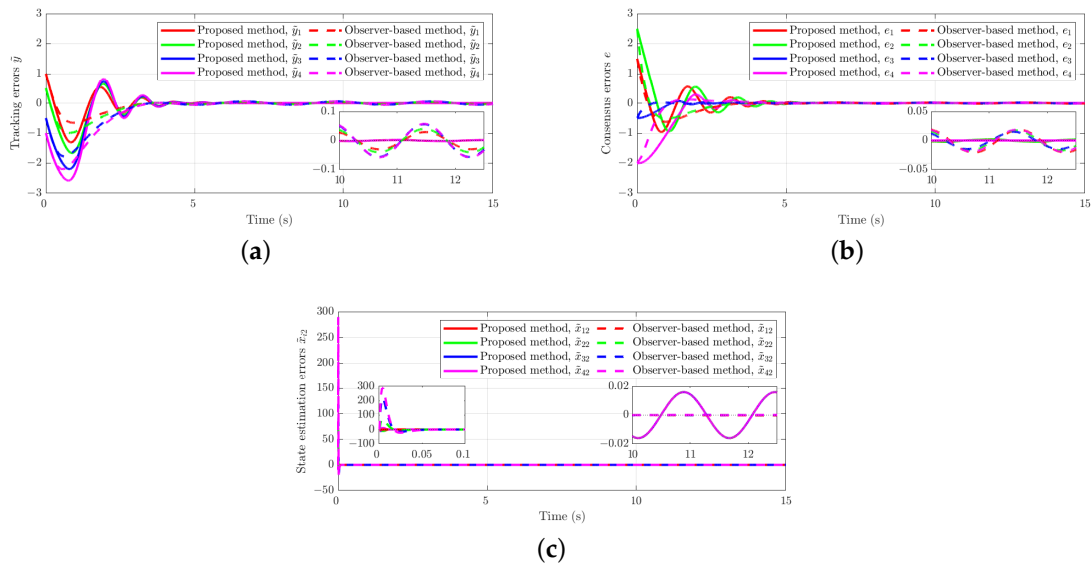 3
2
1
0
−1
−2
−3
Tracking errors ỹ
Proposed method, ỹ₁ Observer-based method, ỹ₁
Proposed method, ỹ₂ Observer-based method, ỹ₂
Proposed method, ỹ₃ Observer-based method, ỹ₃
Proposed method, ỹ₄ Observer-based method, ỹ₄
0.1
0
−0.1
10 11 12
0 5 10 15
Time (s)
(a)
3
2
1
0
−1
−2
−3
Consensus errors e
Proposed method, e₁ Observer-based method, e₁
Proposed method, e₂ Observer-based method, e₂
Proposed method, e₃ Observer-based method, e₃
Proposed method, e₄ Observer-based method, e₄
0.05
0
−0.05
10 11 12
0 5 10 15
Time (s)
(b)
300
250
200
150
100
50
0
−50
State estimation errors x̃ᵢ₂
Proposed method, x̃₁₂ Observer-based method, x̃₁₂
Proposed method, x̃₂₂ Observer-based method, x̃₂₂
Proposed method, x̃₃₂ Observer-based method, x̃₃₂
Proposed method, x̃₄₂ Observer-based method, x̃₄₂
300
200
100
0
−100
0 0.05 0.1
0.02
0
−0.02
10 11 12
0 5 10 15
Time (s)
(c)